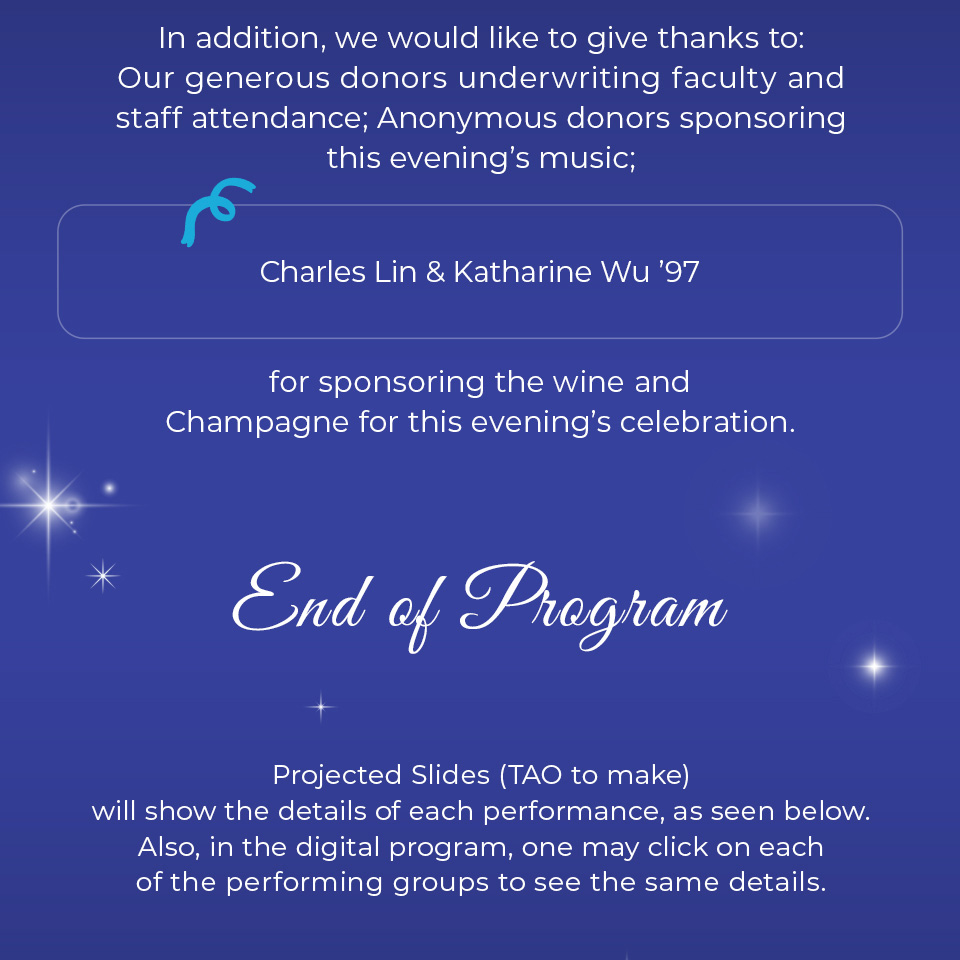 In addition, we would like to give thanks to:
Our generous donors underwriting faculty and
staff attendance; Anonymous donors sponsoring
this evening’s music;
Charles Lin & Katharine Wu ’97
for sponsoring the wine and
Champagne for this evening’s celebration.
End of Program
Projected Slides (TAO to make)
will show the details of each performance, as seen below.
Also, in the digital program, one may click on each
of the performing groups to see the same details.